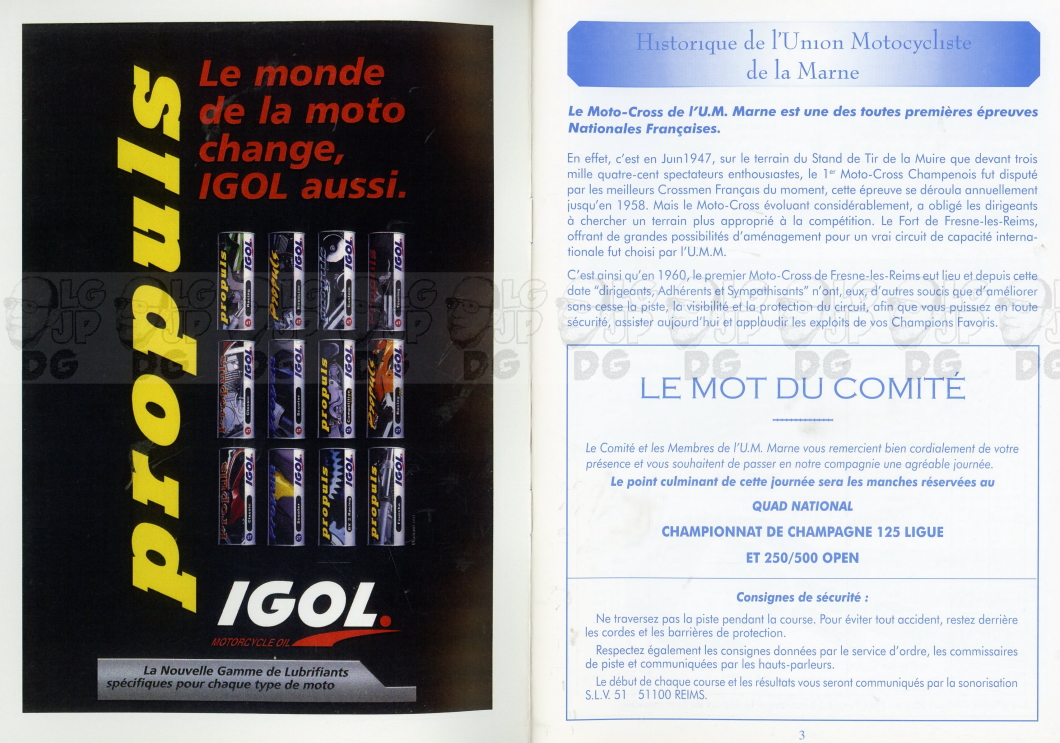 propuls
Le monde
de la moto
change,
IGOL aussi.
IGOL.
MOTORCYCLE OIL
La Nouvelle Gamme de Lubrifiants
spécifiques pour chaque type de moto
Historique de l'Union Motocycliste
de la Marne
Le Moto-Cross de l'U.M. Marne est une des toutes premières épreuves
Nationales Françaises.
En effet, c'est en Juin1947, sur le terrain du Stand de Tir de la Muire que devant trois
mille quatre-cent spectateurs enthousiastes, le 1er Moto-Cross Champenois fut disputé
par les meilleurs Crossmen Français du moment, cette épreuve se déroula annuellement
jusqu'en 1958. Mais le Moto-Cross évoluant considérablement, a obligé les dirigeants
à chercher un terrain plus approprié à la compétition. Le Fort de Fresne-les-Reims,
offrant de grandes possibilités d'aménagement pour un vrai circuit de capacité interna-
tionale fut choisi par l'U.M.M.
C'est ainsi qu'en 1960, le premier Moto-Cross de Fresne-les-Reims eut lieu et depuis cette
date "dirigeants, Adhérents et Sympathisants" n'ont, eux, d'autres soucis que d'améliorer
sans cesse la piste, la visibilité et la protection du circuit, afin que vous puissiez en toute
sécurité, assister aujourd'hui et applaudir les exploits de vos Champions Favoris.
LE MOT DU COMITÉ
Le Comité et les Membres de l'U.M. Marne vous remercient bien cordialement de votre
présence et vous souhaitent de passer en notre compagnie une agréable journée.
Le point culminant de cette journée sera les manches réservées au
QUAD NATIONAL
CHAMPIONNAT DE CHAMPAGNE 125 LIGUE
ET 250/500 OPEN
Consignes de sécurité :
Ne traversez pas la piste pendant la course. Pour éviter tout accident, restez derrière
les cordes et les barrières de protection.
Respectez également les consignes données par le service d'ordre, les commissaires
de piste et communiquées par les hauts-parleurs.
Le début de chaque course et les résultats vous seront communiqués par la sonorisation
S.L.V. 51 51100 REIMS.
3